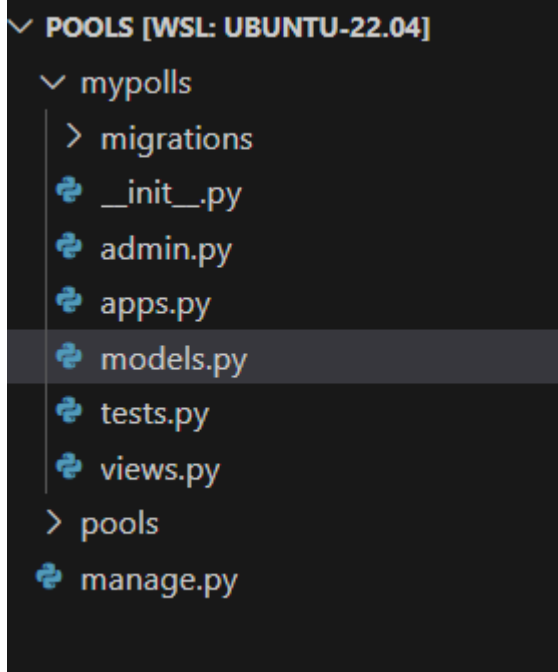 POOLS [WSL: UBUNTU-22.04]
mypolls
migrations
__init__.py
admin.py
apps.py
models.py
tests.py
views.py
pools
manage.py